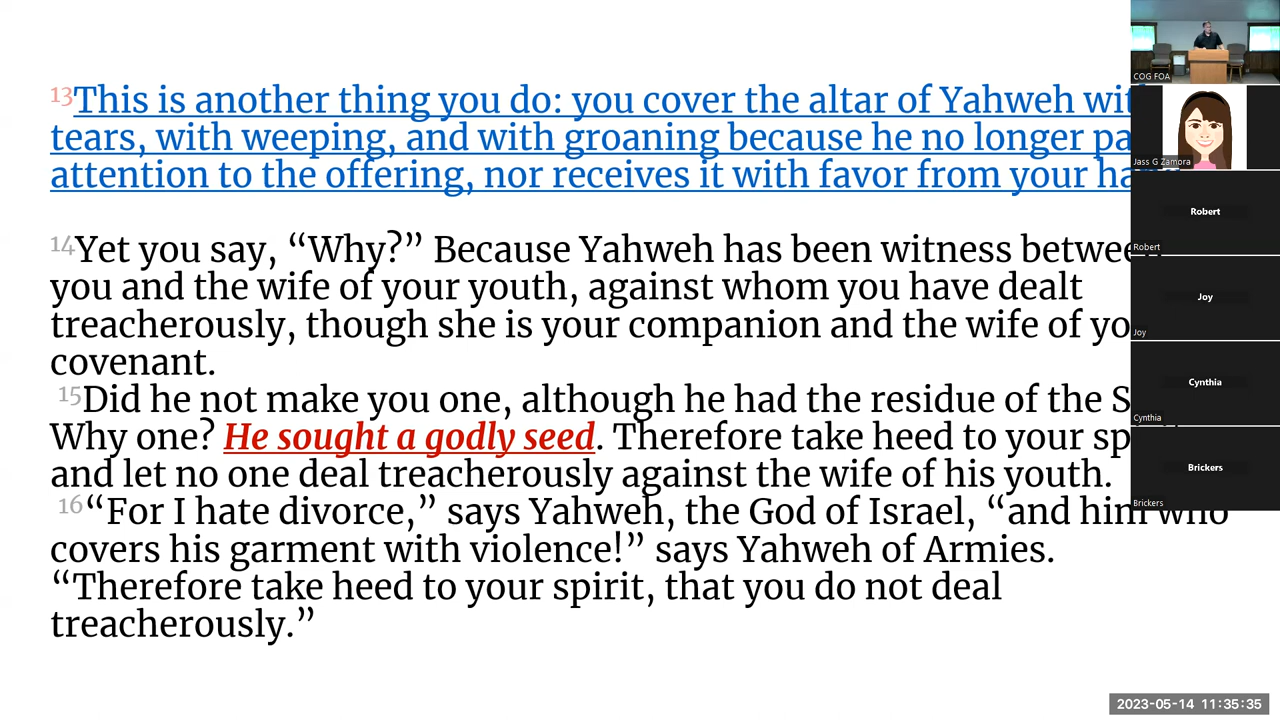 13This is another thing you do: you cover the altar of Yahweh
tears, with weeping, and with groaning because he no longer
attention to the offering, nor receives it with favor from your
14Yet you say, “Why?” Because Yahweh has been witness between
you and the wife of your youth, against whom you have dealt
treacherously, though she is your companion and the wife of
covenant.
15Did he not make you one, although he had the residue of the
Why one? He sought a godly seed. Therefore take heed to your
and let no one deal treacherously against the wife of his youth.
16“For I hate divorce,” says Yahweh, the God of Israel, “and him who
covers his garment with violence!” says Yahweh of Armies.
“Therefore take heed to your spirit, that you do not deal
treacherously.”
COG FOA
Jass G Zamora
Robert
Robert
Joy
Joy
Cynthia
Cynthia
Brickers
Brickers
2023-05-14 11:35:35